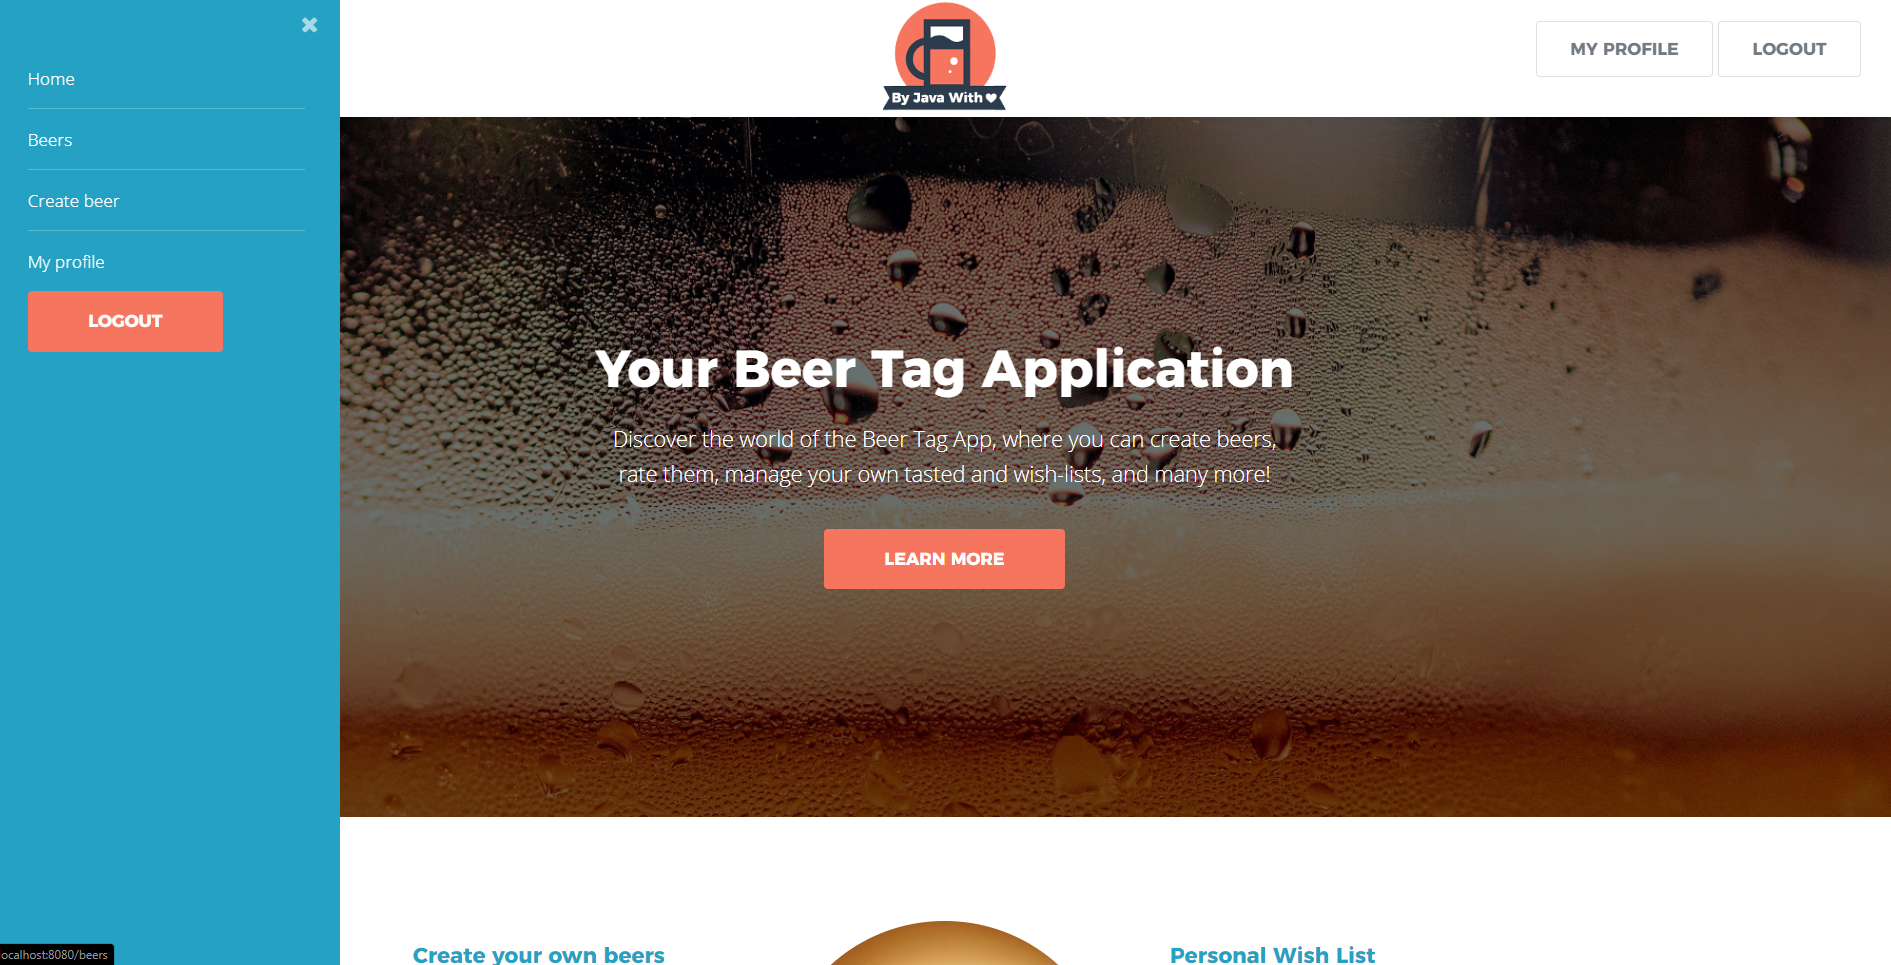 Home
Beers
Create beer
My profile
LOGOUT
By Java With
MY PROFILE
LOGOUT
Your Beer Tag Application
Discover the world of the Beer Tag App, where you can create beers,
rate them, manage your own tasted and wish-lists, and many more!
LEARN MORE
Create your own beers
Personal Wish List
ocalhost:8080/beers